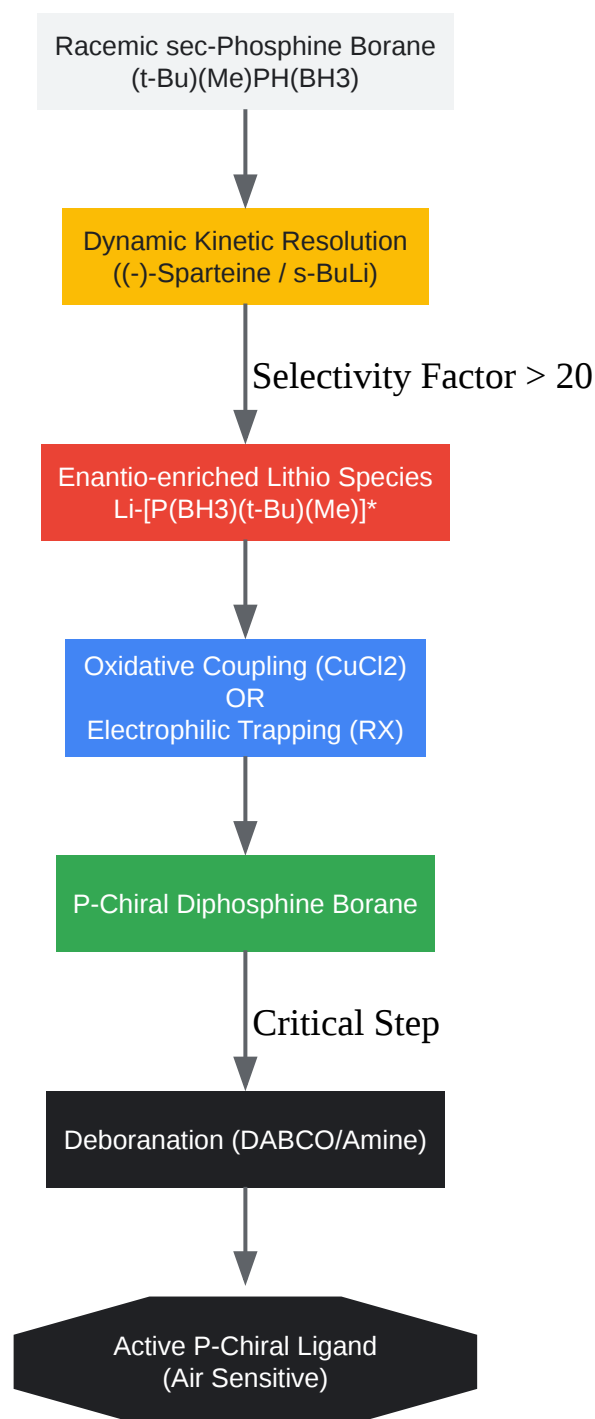 Racemic sec-Phosphine Borane
(t-Bu)(Me)PH(BH3)
Dynamic Kinetic Resolution
((-)-Sparteine / s-BuLi)
Selectivity Factor > 20
Enantio-enriched Lithio Species
Li-[P(BH3)(t-Bu)(Me)]*
Oxidative Coupling (CuCl2)
OR
Electrophilic Trapping (RX)
P-Chiral Diphosphine Borane
Critical Step
Deboranation (DABCO/Amine)
Active P-Chiral Ligand
(Air Sensitive)